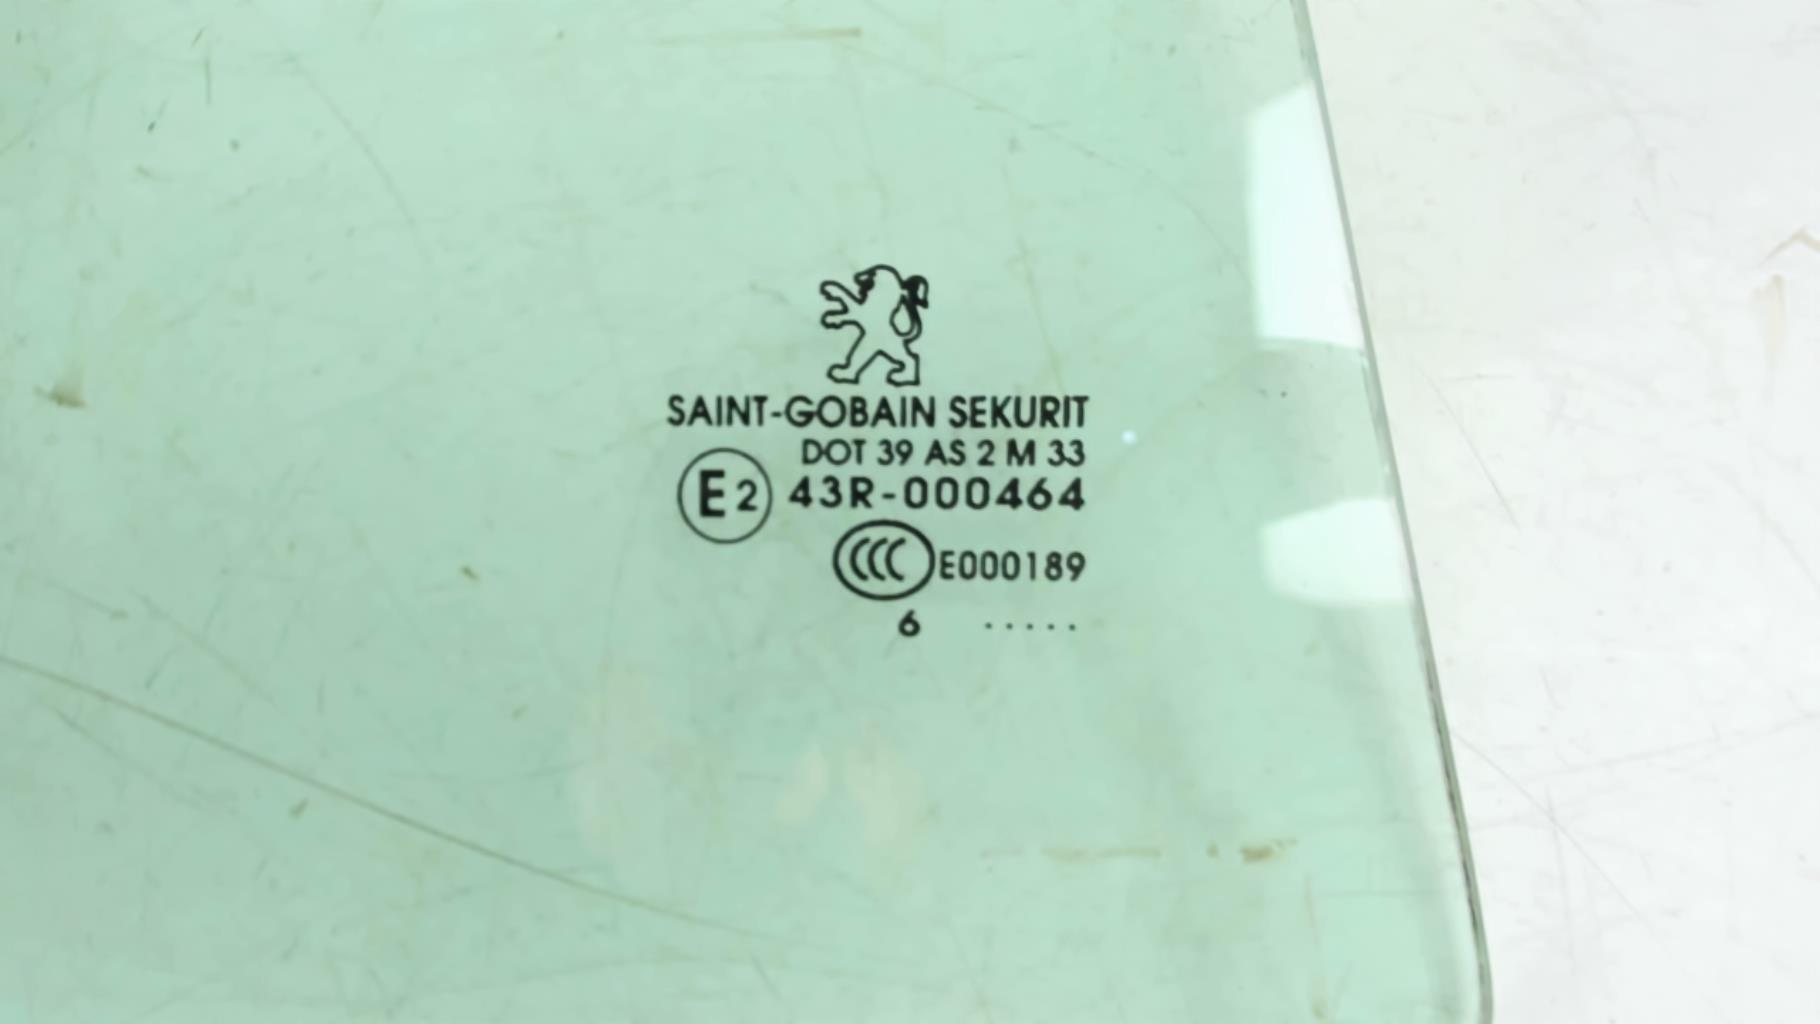 SAINT-GOBAIN SEKURIT
DOT 39 AS 2 M 33
E2 43R-000464
CCC E000189
6 .....